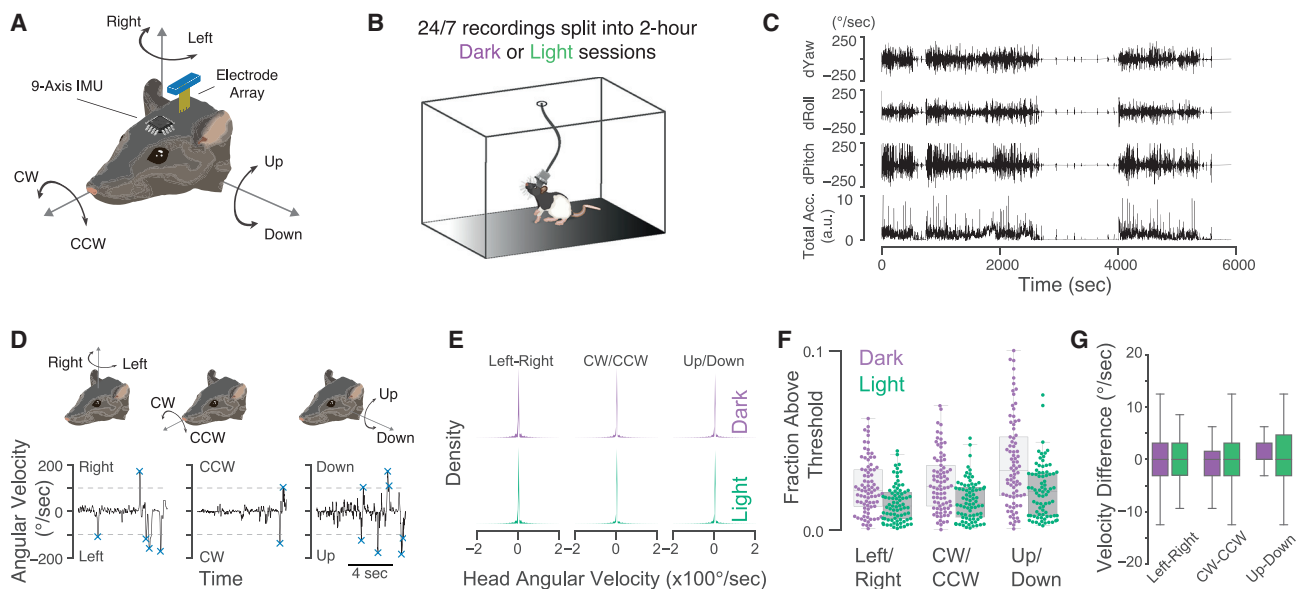 A
Right
Left
9-Axis IMU
Electrode
Array
CW
CCW
Up
Down
B
24/7 recordings split into 2-hour
Dark or Light sessions
C
(°/sec)
dYaw
250
−250
dRoll
250
−250
dPitch
250
−250
Total Acc.
(a.u.)
10
0
0
2000
4000
6000
Time (sec)
D
Right
Left
CW
CCW
Up
Down
Angular Velocity
(°/sec)
200
0
−200
Right
Left
CCW
CW
Down
Up
Time
4 sec
E
Left-Right
CW/CCW
Up/Down
Density
Dark
Light
−2
0
2
0
2
0
2
Head Angular Velocity (x100°/sec)
F
Dark
Light
Fraction Above
Threshold
0.1
0.0
Left/
Right
CW/
CCW
Up/
Down
G
Velocity Difference (°/sec)
20
10
0
−10
−20
Left-Right
CW-CCW
Up-Down